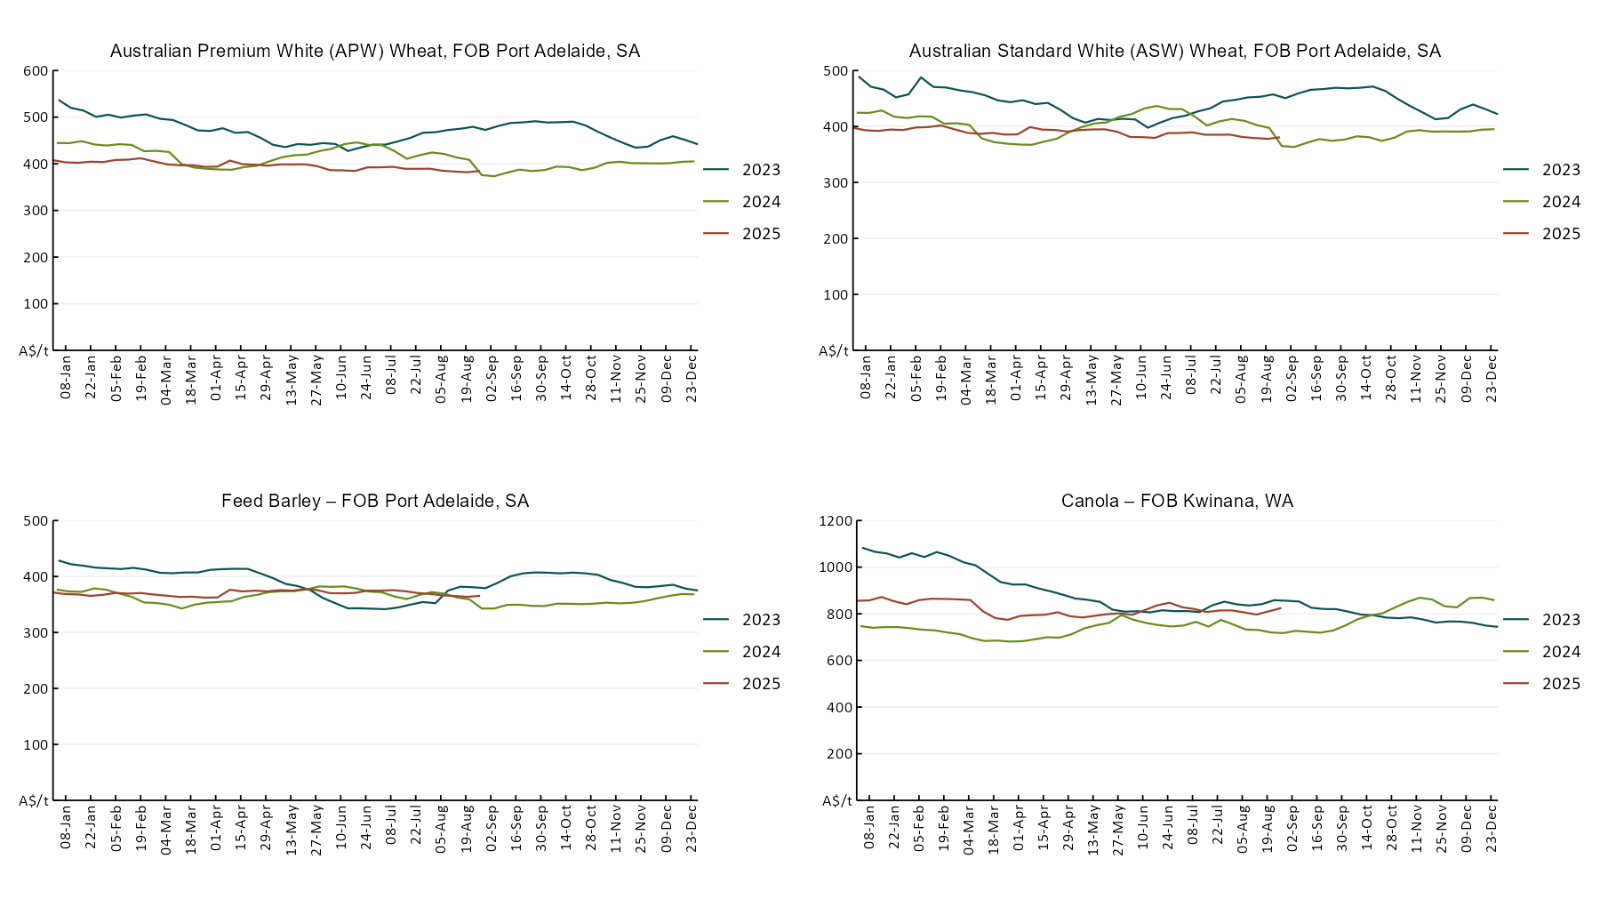 Australian Premium White (APW) Wheat, FOB Port Adelaide, SA
600
500
400
300
200
100
A$/t
08-Jan
22-Jan
05-Feb
19-Feb
04-Mar
18-Mar
01-Apr
15-Apr
29-Apr
13-May
27-May
10-Jun
24-Jun
08-Jul
22-Jul
05-Aug
19-Aug
02-Sep
16-Sep
30-Sep
14-Oct
28-Oct
11-Nov
25-Nov
09-Dec
23-Dec
2023
2024
2025
Australian Standard White (ASW) Wheat, FOB Port Adelaide, SA
500
400
300
200
100
A$/t
08-Jan
22-Jan
05-Feb
19-Feb
04-Mar
18-Mar
01-Apr
15-Apr
29-Apr
13-May
27-May
10-Jun
24-Jun
08-Jul
22-Jul
05-Aug
19-Aug
02-Sep
16-Sep
30-Sep
14-Oct
28-Oct
11-Nov
25-Nov
09-Dec
23-Dec
2023
2024
2025
Feed Barley – FOB Port Adelaide, SA
500
400
300
200
100
A$/t
08-Jan
22-Jan
05-Feb
19-Feb
04-Mar
18-Mar
01-Apr
15-Apr
29-Apr
13-May
27-May
10-Jun
24-Jun
08-Jul
22-Jul
05-Aug
19-Aug
02-Sep
16-Sep
30-Sep
14-Oct
28-Oct
11-Nov
25-Nov
09-Dec
23-Dec
2023
2024
2025
Canola – FOB Kwinana, WA
1200
1000
800
600
400
200
A$/t
08-Jan
22-Jan
05-Feb
19-Feb
04-Mar
18-Mar
01-Apr
15-Apr
29-Apr
13-May
27-May
10-Jun
24-Jun
08-Jul
22-Jul
05-Aug
19-Aug
02-Sep
16-Sep
30-Sep
14-Oct
28-Oct
11-Nov
25-Nov
09-Dec
23-Dec
2023
2024
2025